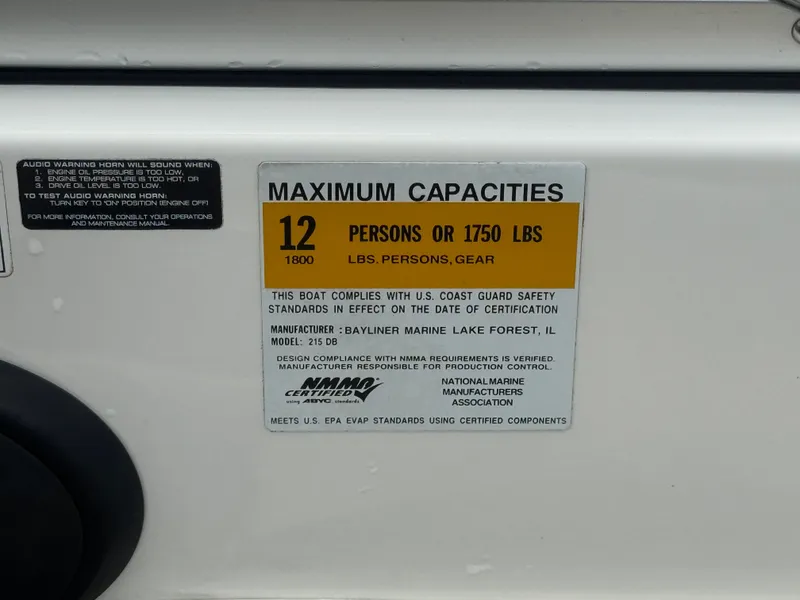 AUDIO WARNING HORN WILL SOUND WHEN:
1. ENGINE OIL PRESSURE IS TOO LOW,
2. ENGINE TEMPERATURE IS TOO HOT, OR
3. DRIVE OIL LEVEL IS TOO LOW.
TO TEST AUDIO WARNING HORN:
TURN KEY TO "ON" POSITION (ENGINE OFF)
FOR MORE INFORMATION, CONSULT YOUR OPERATIONS
AND MAINTENANCE MANUAL.
MAXIMUM CAPACITIES
12 PERSONS OR 1750 LBS
1800 LBS. PERSONS, GEAR
THIS BOAT COMPLIES WITH U.S. COAST GUARD SAFETY
STANDARDS IN EFFECT ON THE DATE OF CERTIFICATION
MANUFACTURER : BAYLINER MARINE LAKE FOREST, IL
MODEL: 215 DB
DESIGN COMPLIANCE WITH NMMA REQUIREMENTS IS VERIFIED.
MANUFACTURER RESPONSIBLE FOR PRODUCTION CONTROL.
NMMA
CERTIFIED
using ABYC standards
NATIONAL MARINE
MANUFACTURERS
ASSOCIATION
MEETS U.S. EPA EVAP STANDARDS USING CERTIFIED COMPONENTS